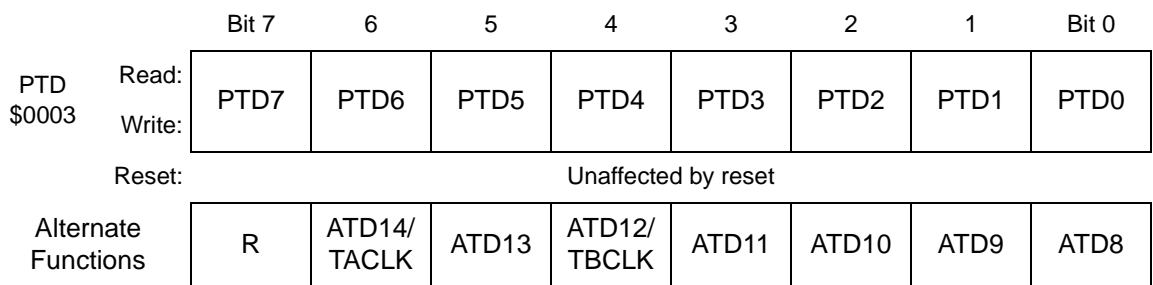 Bit 7 6 5 4 3 2 1 Bit 0
PTD
$0003
Read:
Write:
PTD7 PTD6 PTD5 PTD4 PTD3 PTD2 PTD1 PTD0
Reset: Unaffected by reset
Alternate
Functions
R
ATD14/
TACLK
ATD13
ATD12/
TBCLK
ATD11 ATD10 ATD9 ATD8